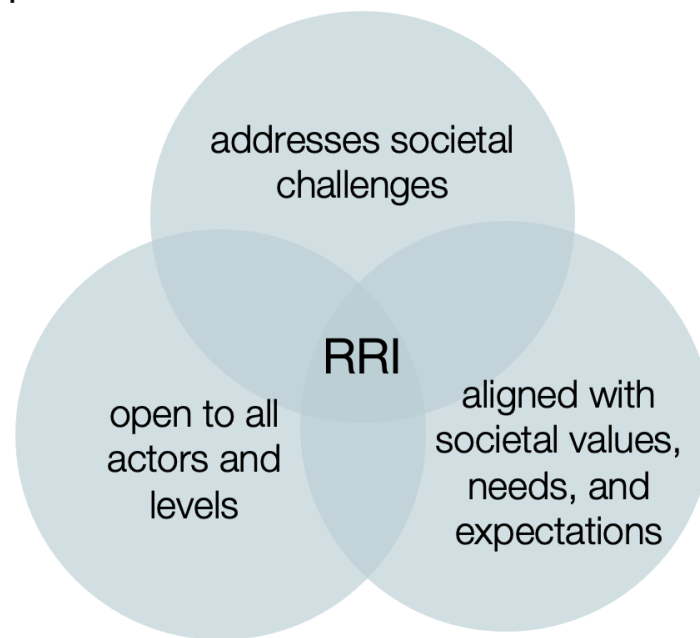 addresses societal
challenges
RRI
open to all
actors and
levels
aligned with
societal values,
needs, and
expectations